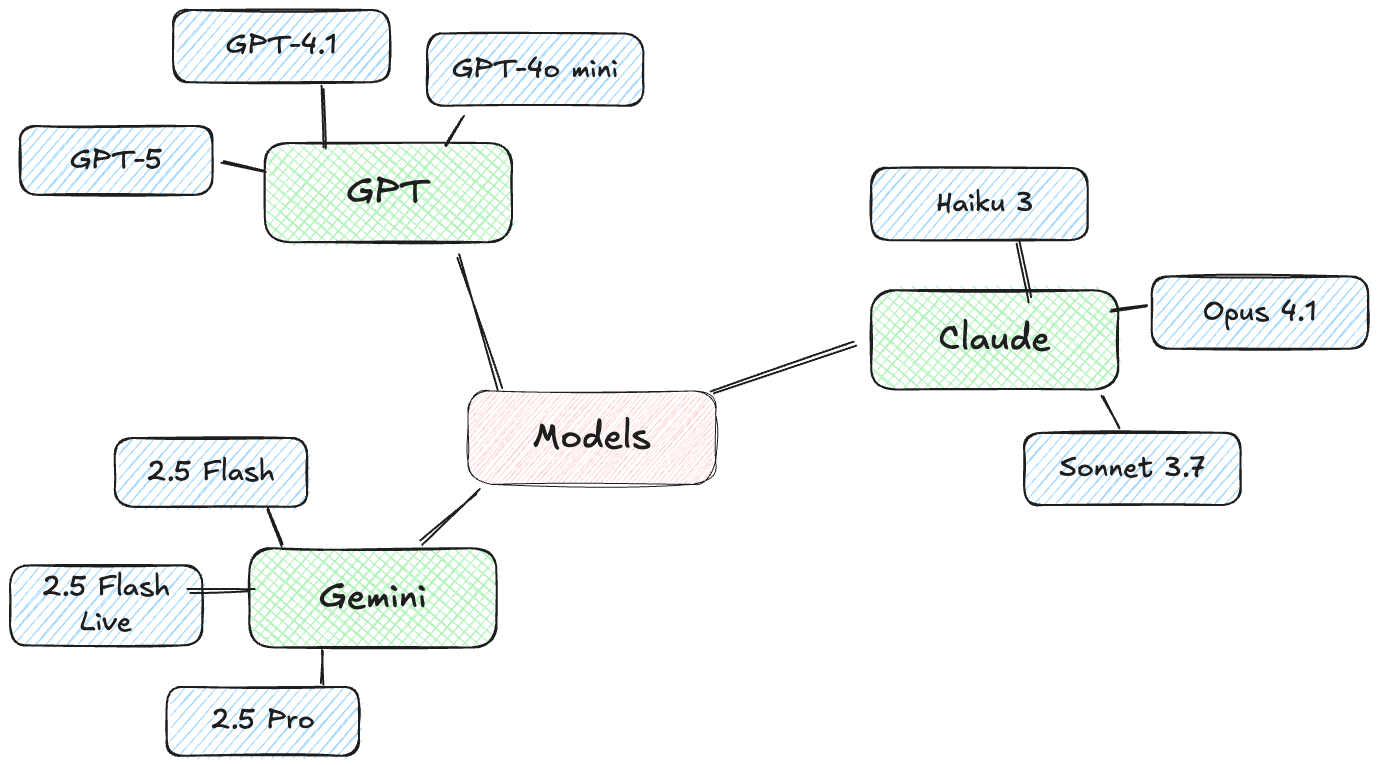 GPT-4.1
GPT-4o mini
GPT-5
GPT
Haiku 3
Opus 4.1
Claude
Sonnet 3.7
Models
2.5 Flash
2.5 Flash
Live
Gemini
2.5 Pro